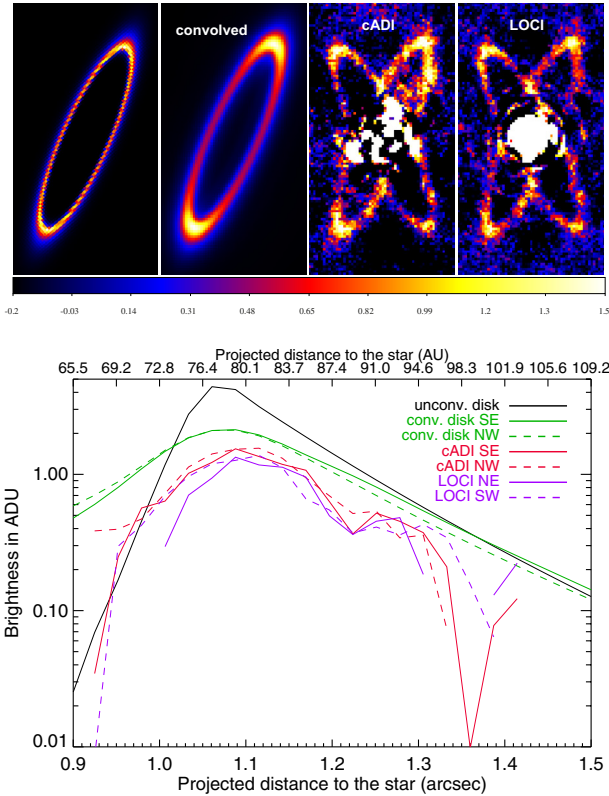 convolved
cADI
LOCI
-0.2 -0.03 0.14 0.31 0.48 0.65 0.82 0.99 1.2 1.3 1.5
Projected distance to the star (AU)
65.5 69.2 72.8 76.4 80.1 83.7 87.4 91.0 94.6 98.3 101.9 105.6 109.2
unconv. disk
conv. disk SE
conv. disk NW
cADI SE
cADI NW
LOCI NE
LOCI SW
Brightness in ADU
1.00
0.10
0.01
0.9 1.0 1.1 1.2 1.3 1.4 1.5
Projected distance to the star (arcsec)